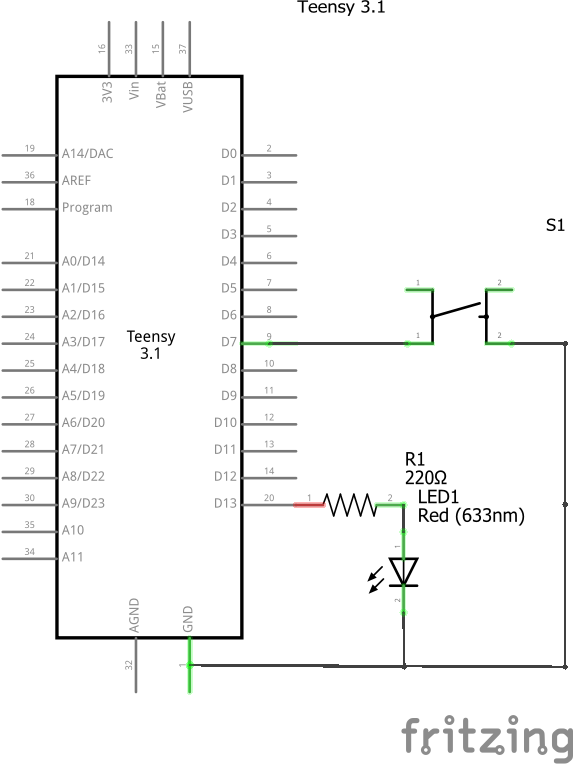 Teensy 3.1
16 33 15 37
3V3 Vin VBat VUSB
19 A14/DAC D0 2
36 AREF D1 3
18 Program D2 4
D3 5
21 A0/D14 D4 6
22 A1/D15 D5 7
23 A2/D16 D6 8
24 A3/D17 D7 9
25 A4/D18 D8 10
26 A5/D19 D9 11
27 A6/D20 D10 12
28 A7/D21 D11 13
29 A8/D22 D12 14
30 A9/D23 D13 20
35 A10
34 A11
Teensy
3.1
AGND GND
32 1
S1
1 2
1 2
R1
220Ω
1 2
LED1
Red (633nm)
1
2
fritzing